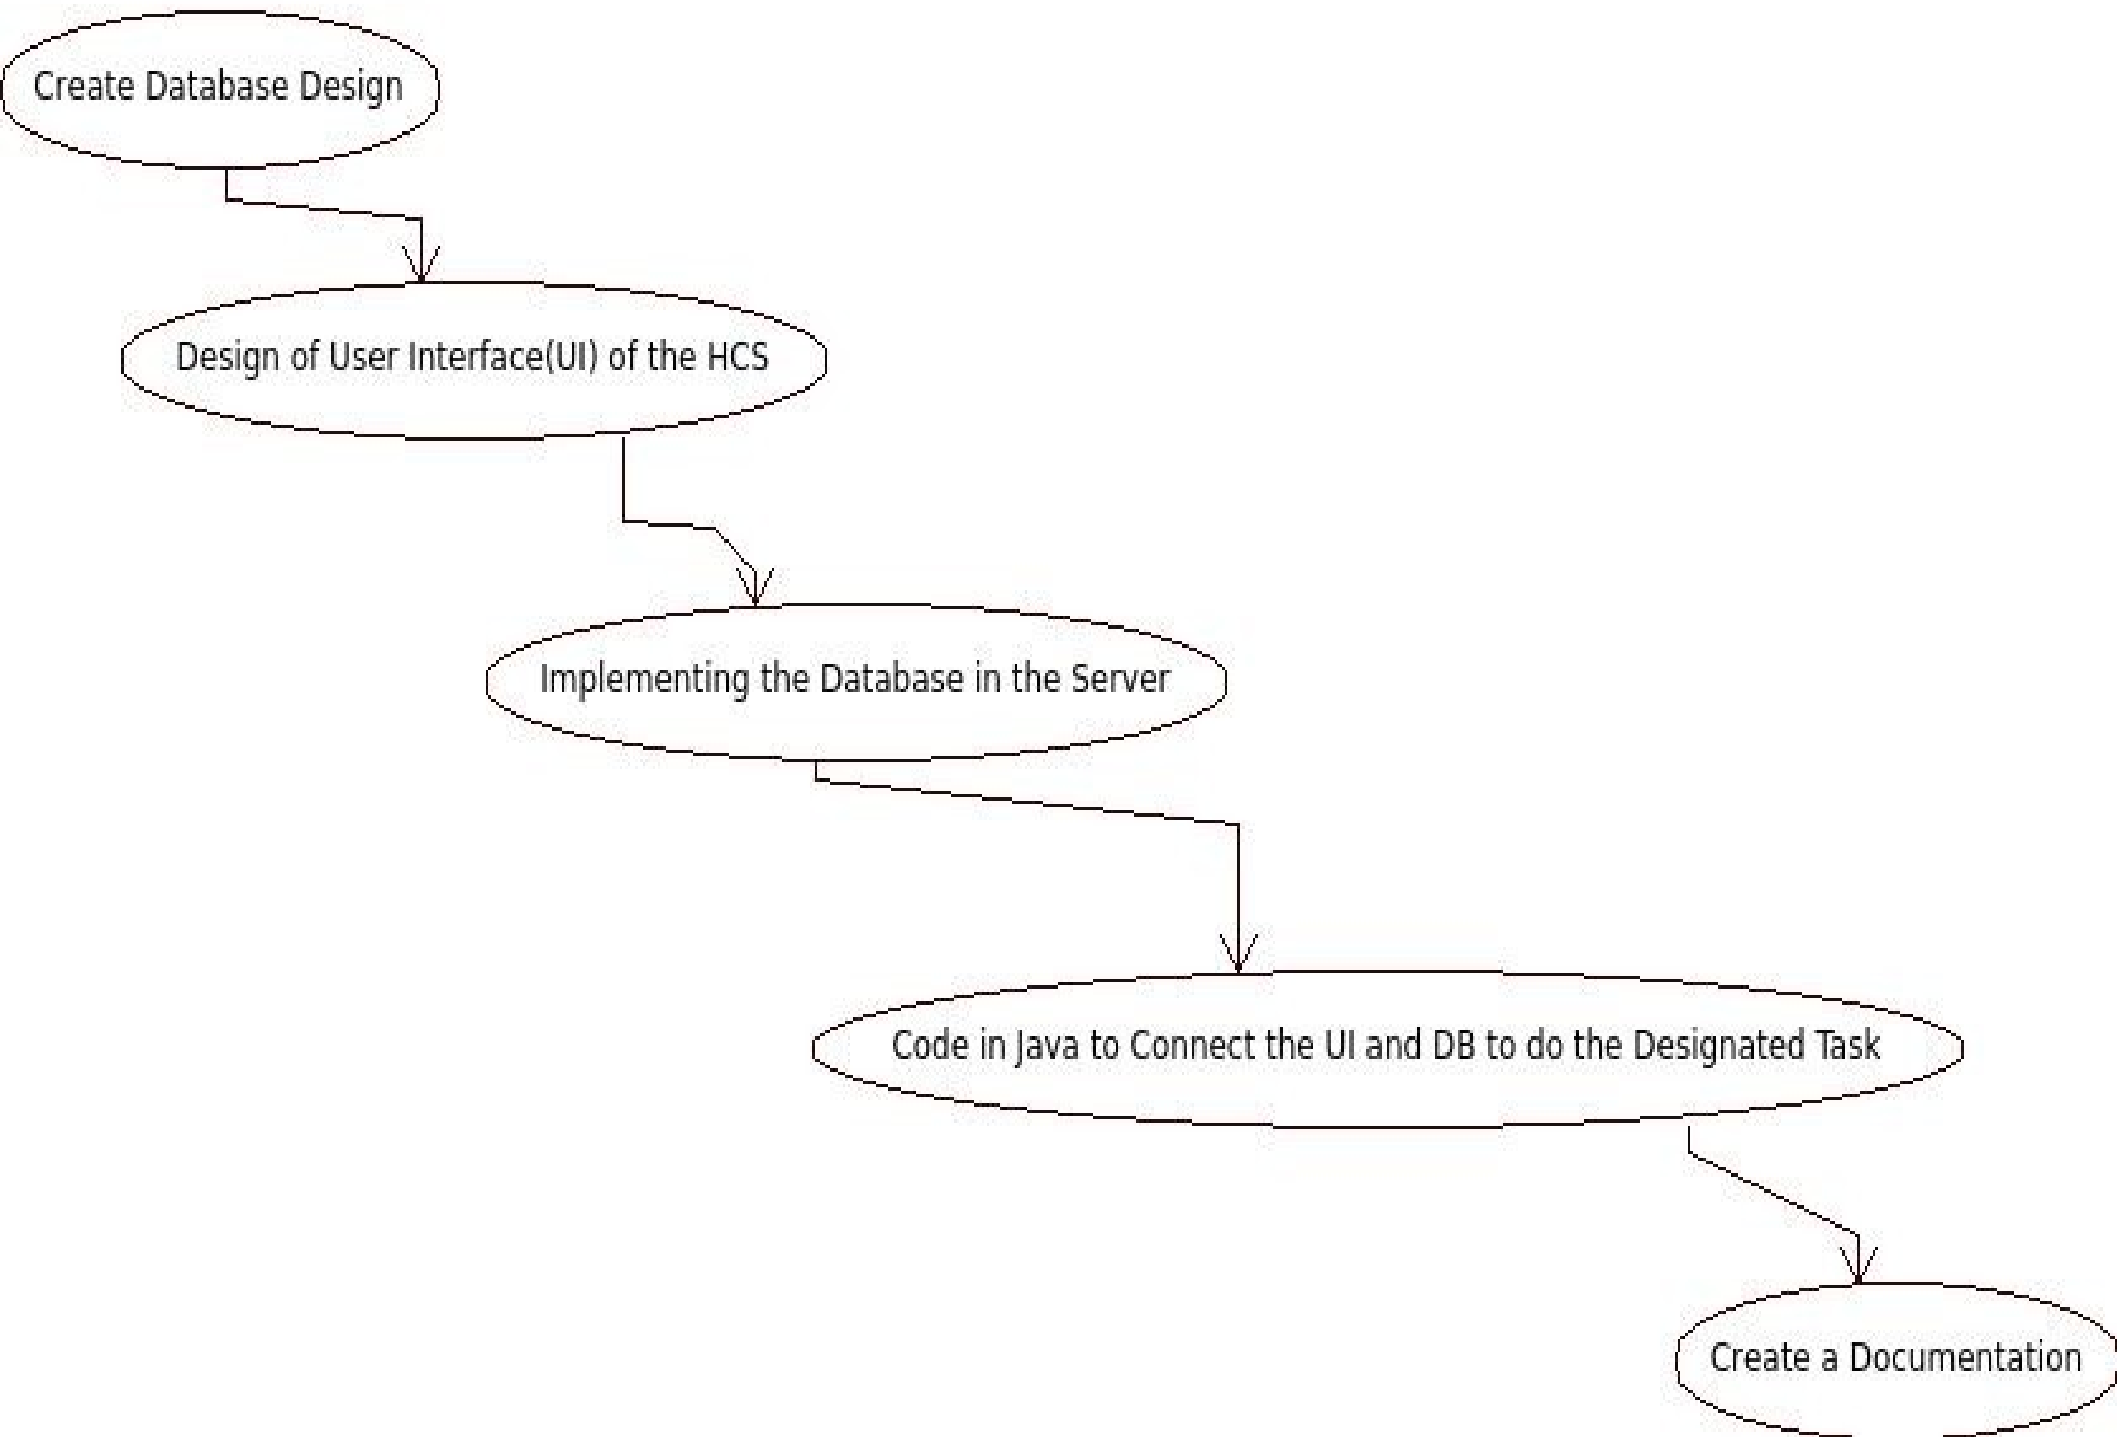 Create Database Design
Design of User Interface(UI) of the HCS
Implementing the Database in the Server
Code in Java to Connect the UI and DB to do the Designated Task
Create a Documentation